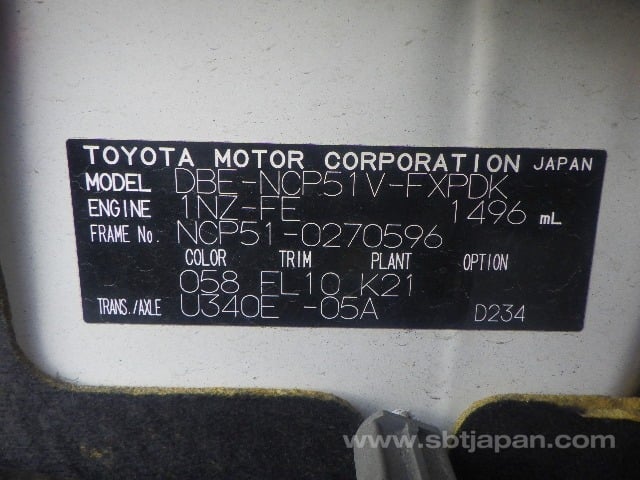 TOYOTA MOTOR CORPORATION JAPAN
MODEL DBE-NCP51V-FXPDK
ENGINE 1NZ-FE 1496 mL
FRAME No. NCP51-0270596
COLOR TRIM PLANT OPTION
058 FL10 K21
TRANS./AXLE U340E -05A D234
www.sbtjapan.com